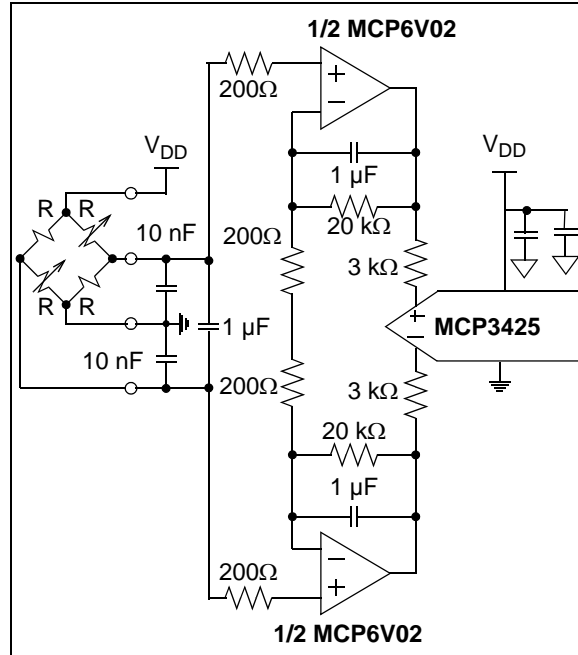 1/2 MCP6V02
+
−
200Ω
V_DD
1 µF
20 kΩ
V_DD
R
R
10 nF
200Ω
3 kΩ
+
−
MCP3425
1 µF
R
R
10 nF
200Ω
3 kΩ
20 kΩ
1 µF
200Ω
−
+
1/2 MCP6V02